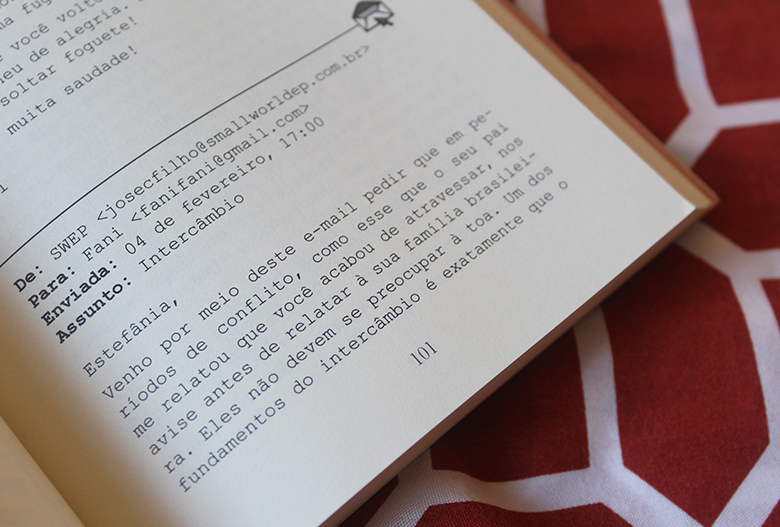 ma fug
e você volto
meu de alegria.
soltar foguete!
muita saudade!
De: SWEP <josecfilho@smallworldep.com.br>
Para: Fani <fanifani@gmail.com>
Enviada: 04 de fevereiro, 17:00
Assunto: Intercâmbio
Estefânia,
Venho por meio deste e-mail pedir que em pe-
ríodos de conflito, como esse que o seu pai
me relatou que você acabou de atravessar, nos
avise antes de relatar à sua família brasilei-
ra. Eles não devem se preocupar à toa. Um dos
fundamentos do intercâmbio é exatamente que o
101